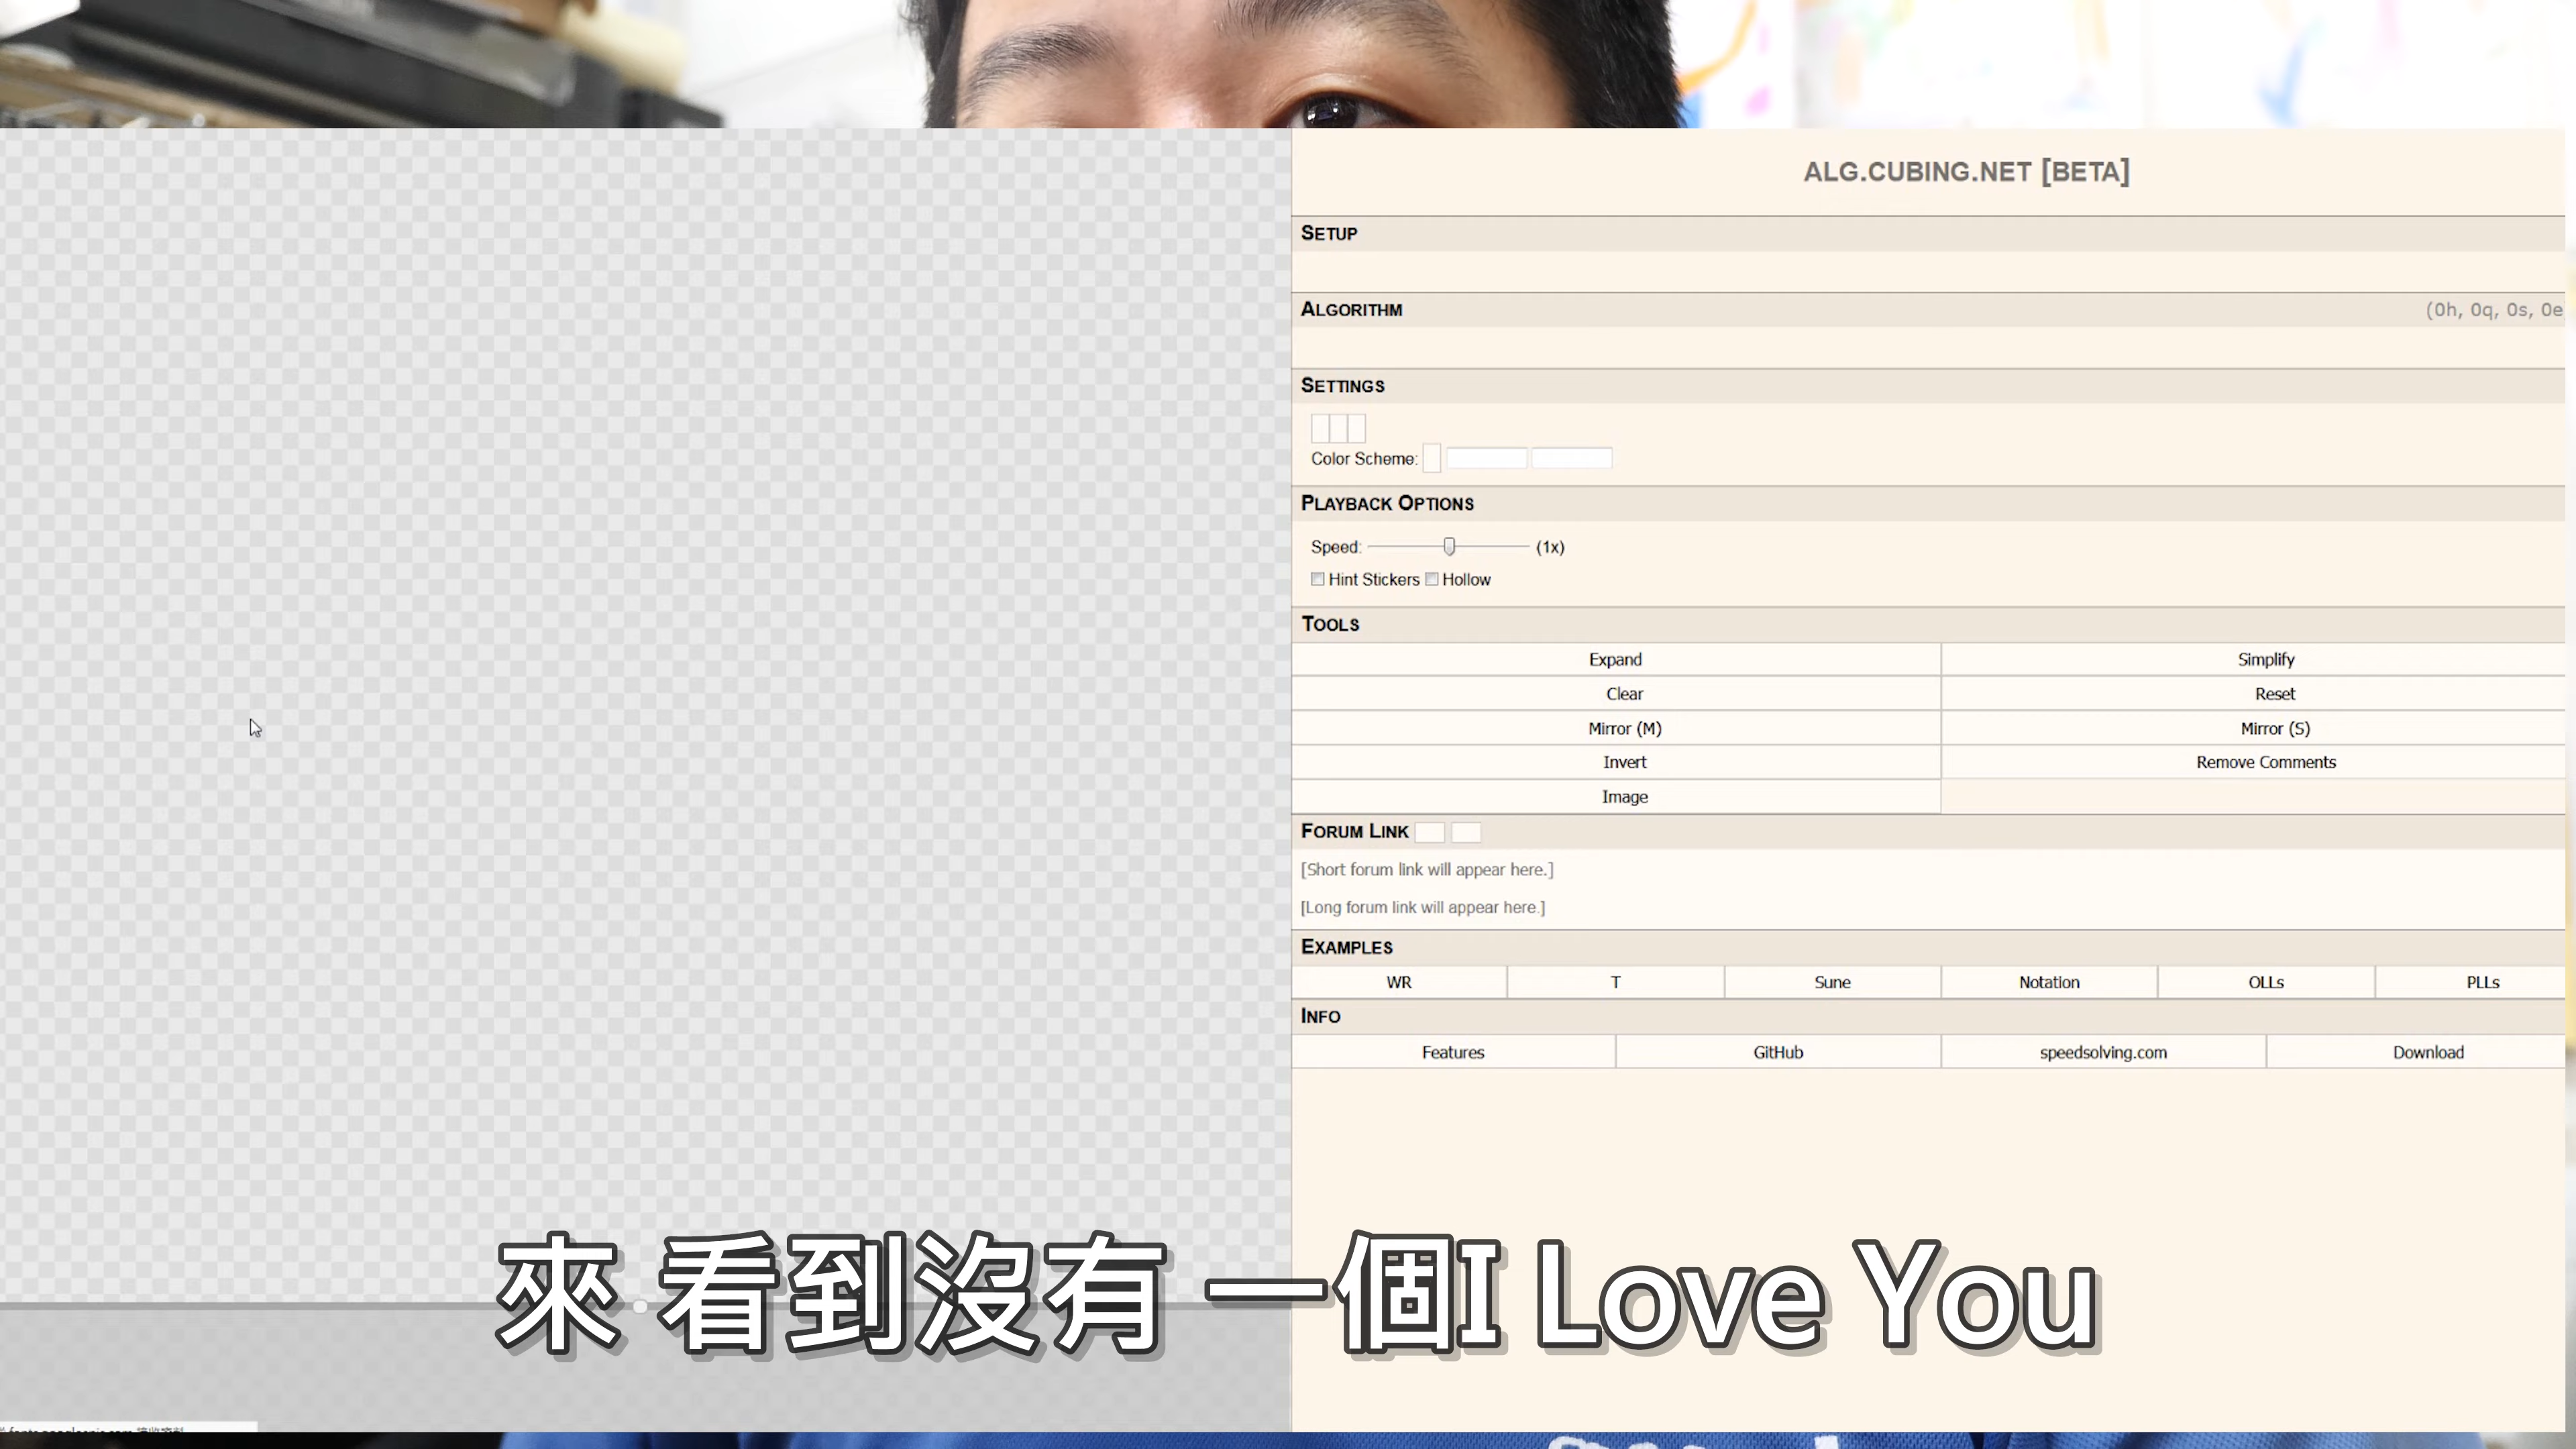 ALG.CUBING.NET [BETA]
SETUP
ALGORITHM
(0h, 0q, 0s, 0e
SETTINGS
Color Scheme:
PLAYBACK OPTIONS
Speed: (1x)
Hint Stickers Hollow
TOOLS
Expand Simplify
Clear Reset
Mirror (M) Mirror (S)
Invert Remove Comments
Image
FORUM LINK
[Short forum link will appear here.]
[Long forum link will appear here.]
EXAMPLES
WR T Sune Notation OLLs PLLs
INFO
Features GitHub speedsolving.com Download
來 看到沒有 一個I Love You